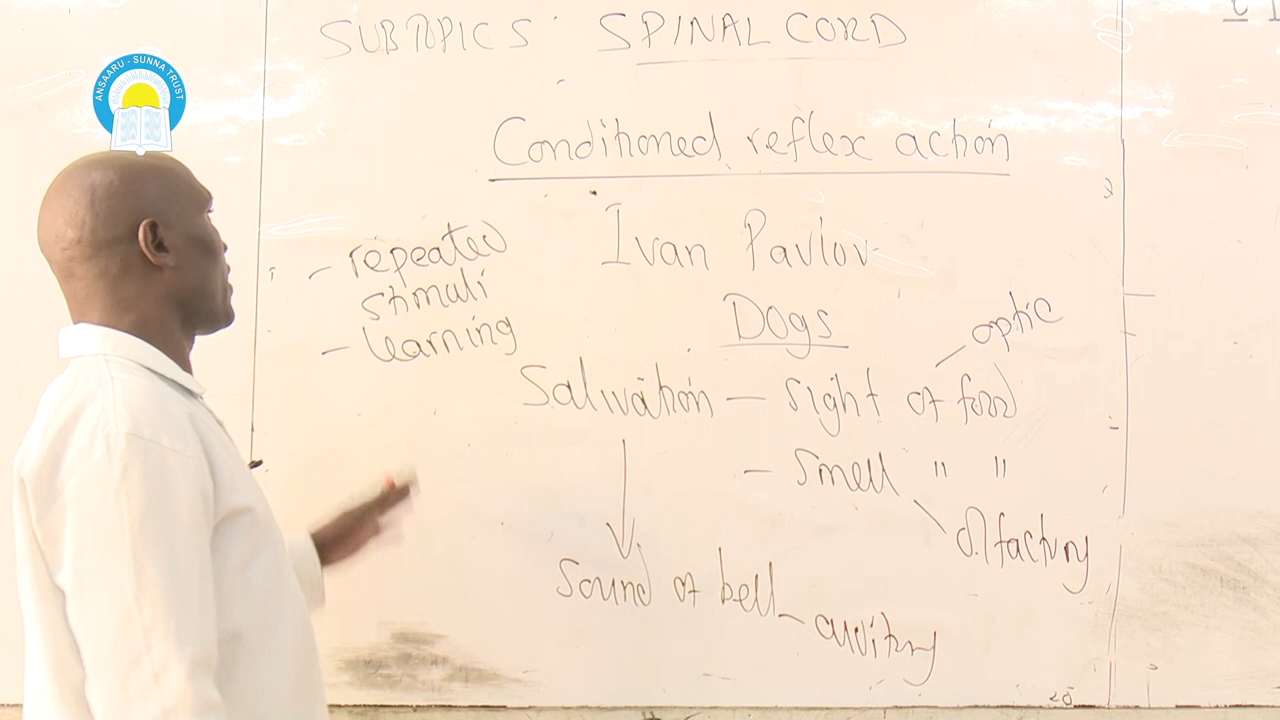 SUBTOPICS: SPINAL CORD
ANSAARU - SUNNA TRUST
Conditioned reflex action
Ivan Pavlov
- repeated
stimuli
- learning
Dogs
optic
Salivation - sight of food
- smell " "
Olfactory
Sound of bell - auditory